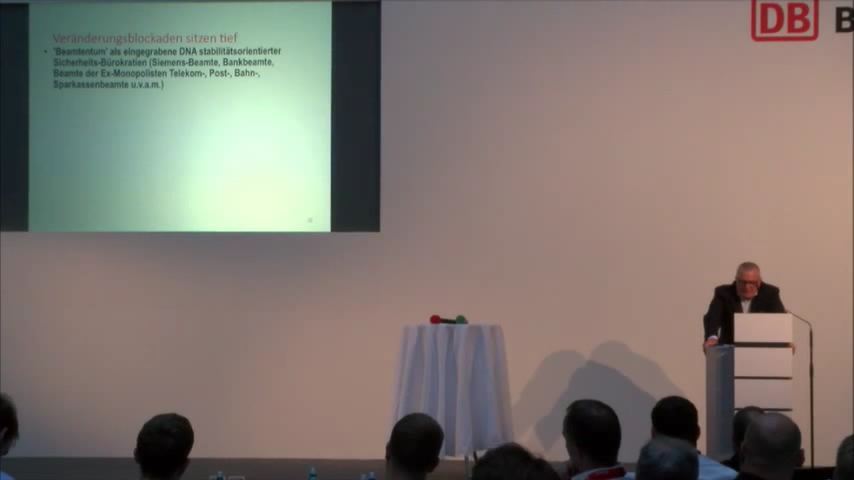 Veränderungsblockaden sitzen tief
• 'Beamtentum' als eingegrabene DNA stabilitätsorientierter
Sicherheits-Bürokratien (Siemens-Beamte, Bankbeamte,
Beamte der Ex-Monopolisten Telekom-, Post-, Bahn-,
Sparkassenbeamte u.v.a.m.)
DB B